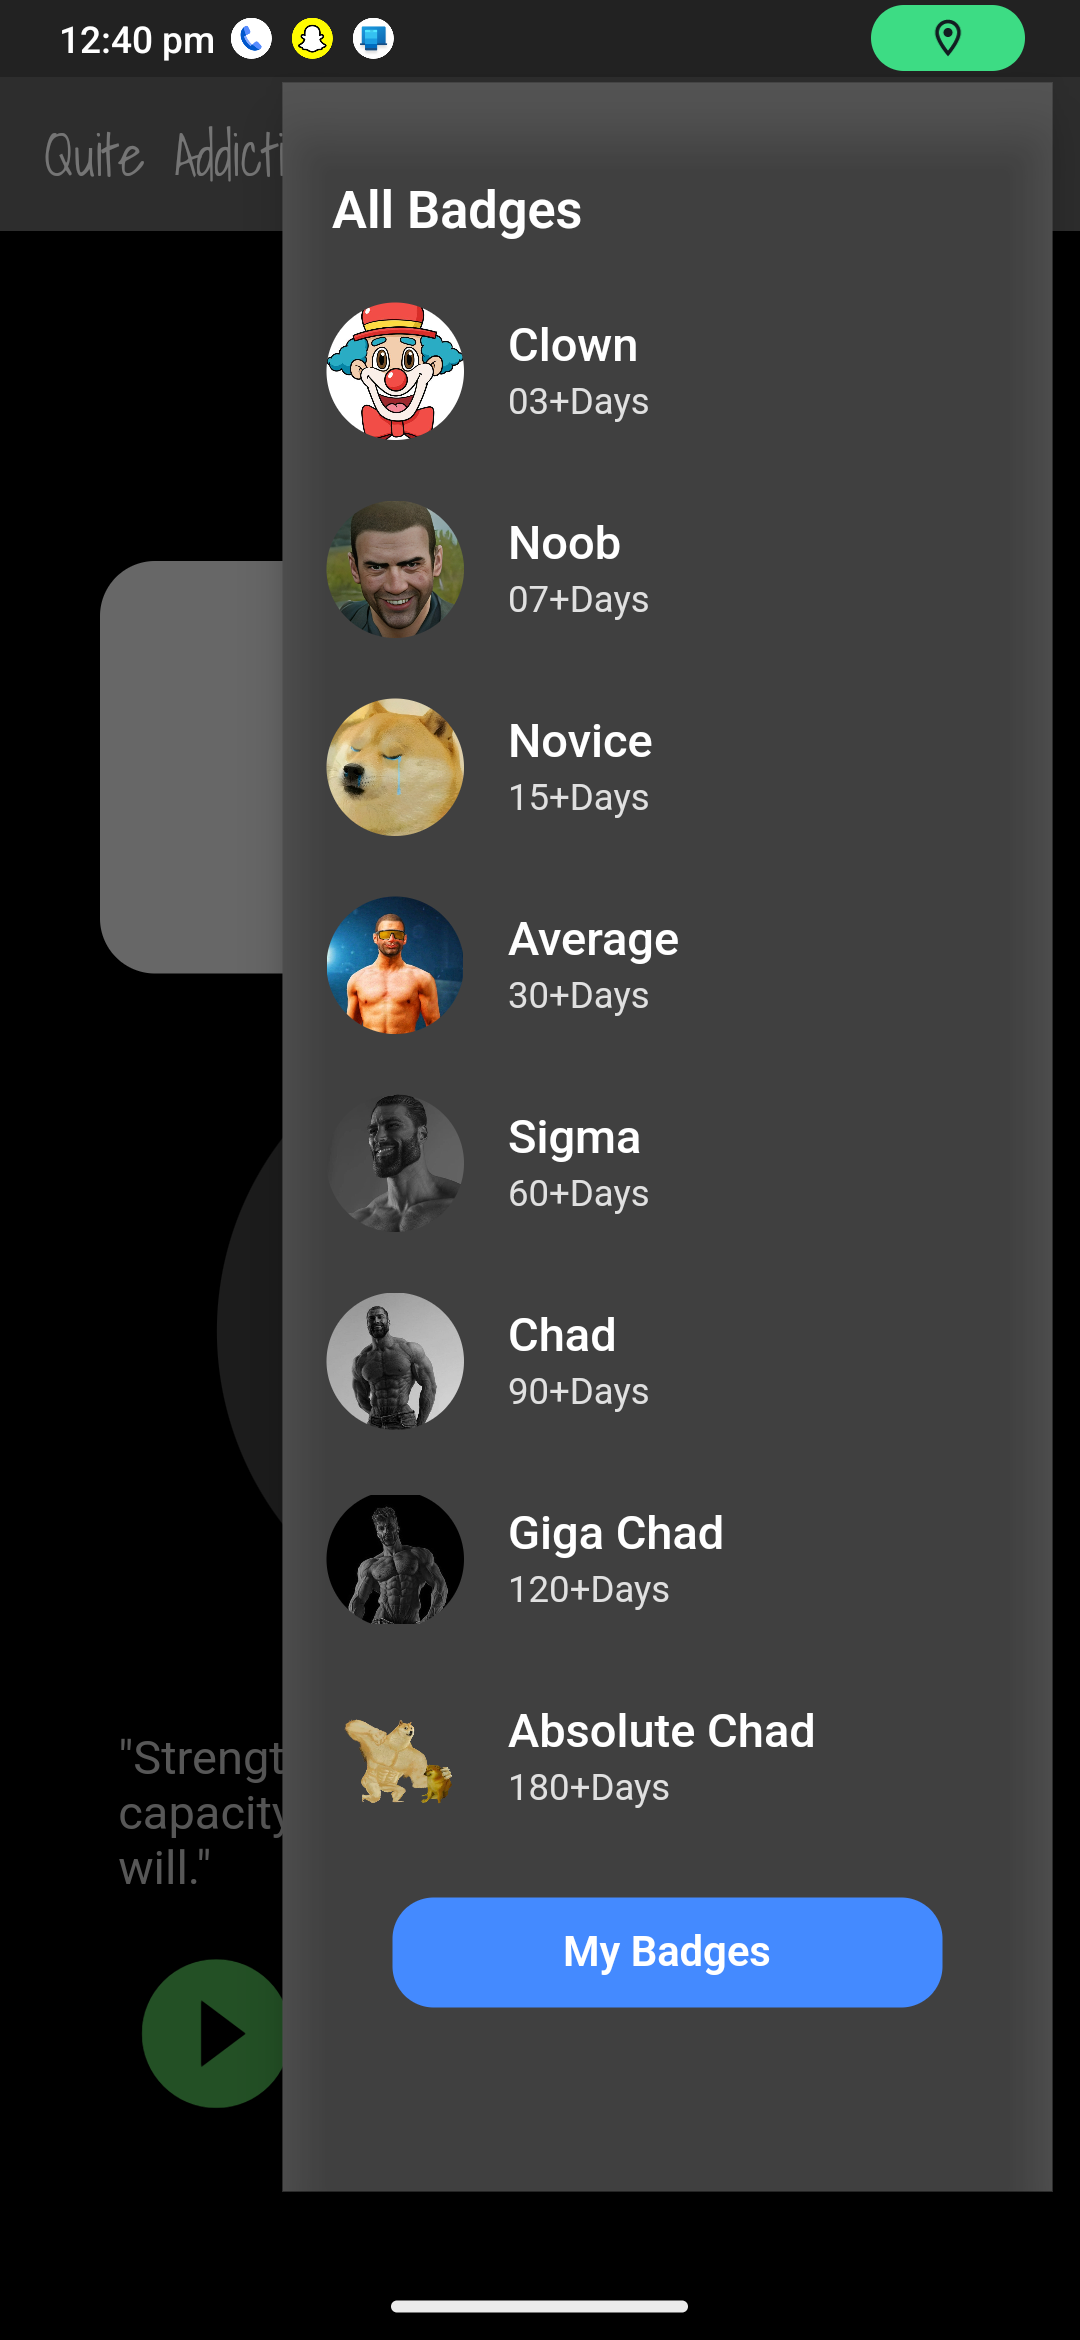 12:40 pm
Quite Addicti
All Badges
Clown
03+Days
Noob
07+Days
Novice
15+Days
Average
30+Days
Sigma
60+Days
Chad
90+Days
Giga Chad
120+Days
Absolute Chad
180+Days
"Strengt
capacity
will."
My Badges